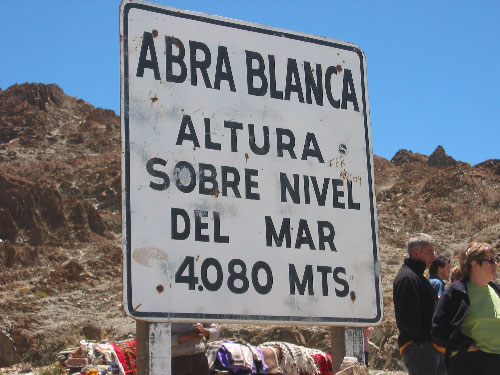 ABRA BLANCA
ALTURA
SOBRE NIVEL
DEL MAR
4.080 MTS.